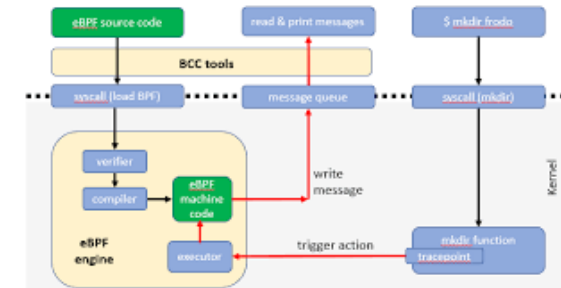 eBPF source code
read & print messages
$ mkdir frodo
BCC tools
syscall (load BPF)
message queue
syscall (mkdir)
verifier
compiler
eBPF
machine
code
write
message
Kernel
eBPF
engine
executor
trigger action
mkdir function
tracepoint